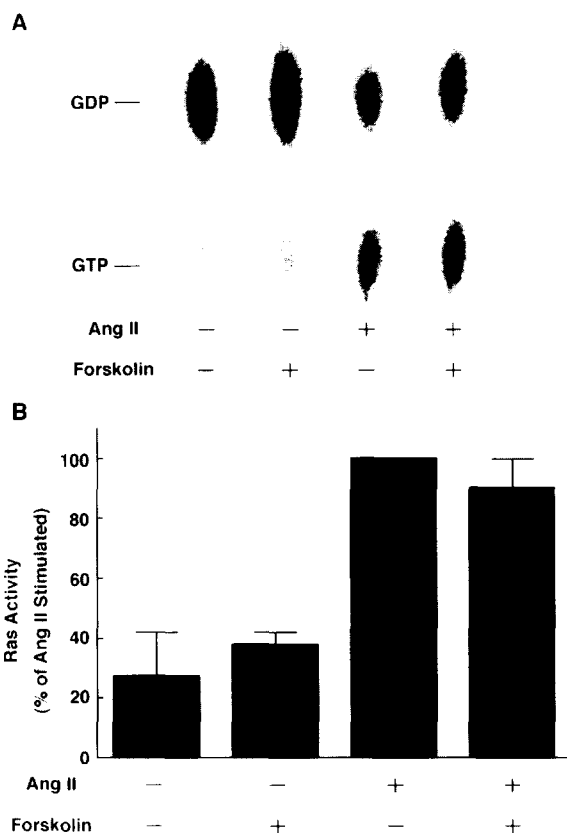 A
GDP —
GTP —
Ang II — — + +
Forskolin — + — +
B
Ras Activity
(% of Ang II Stimulated)
100
80
60
40
20
0
Ang II — — + +
Forskolin — + — +